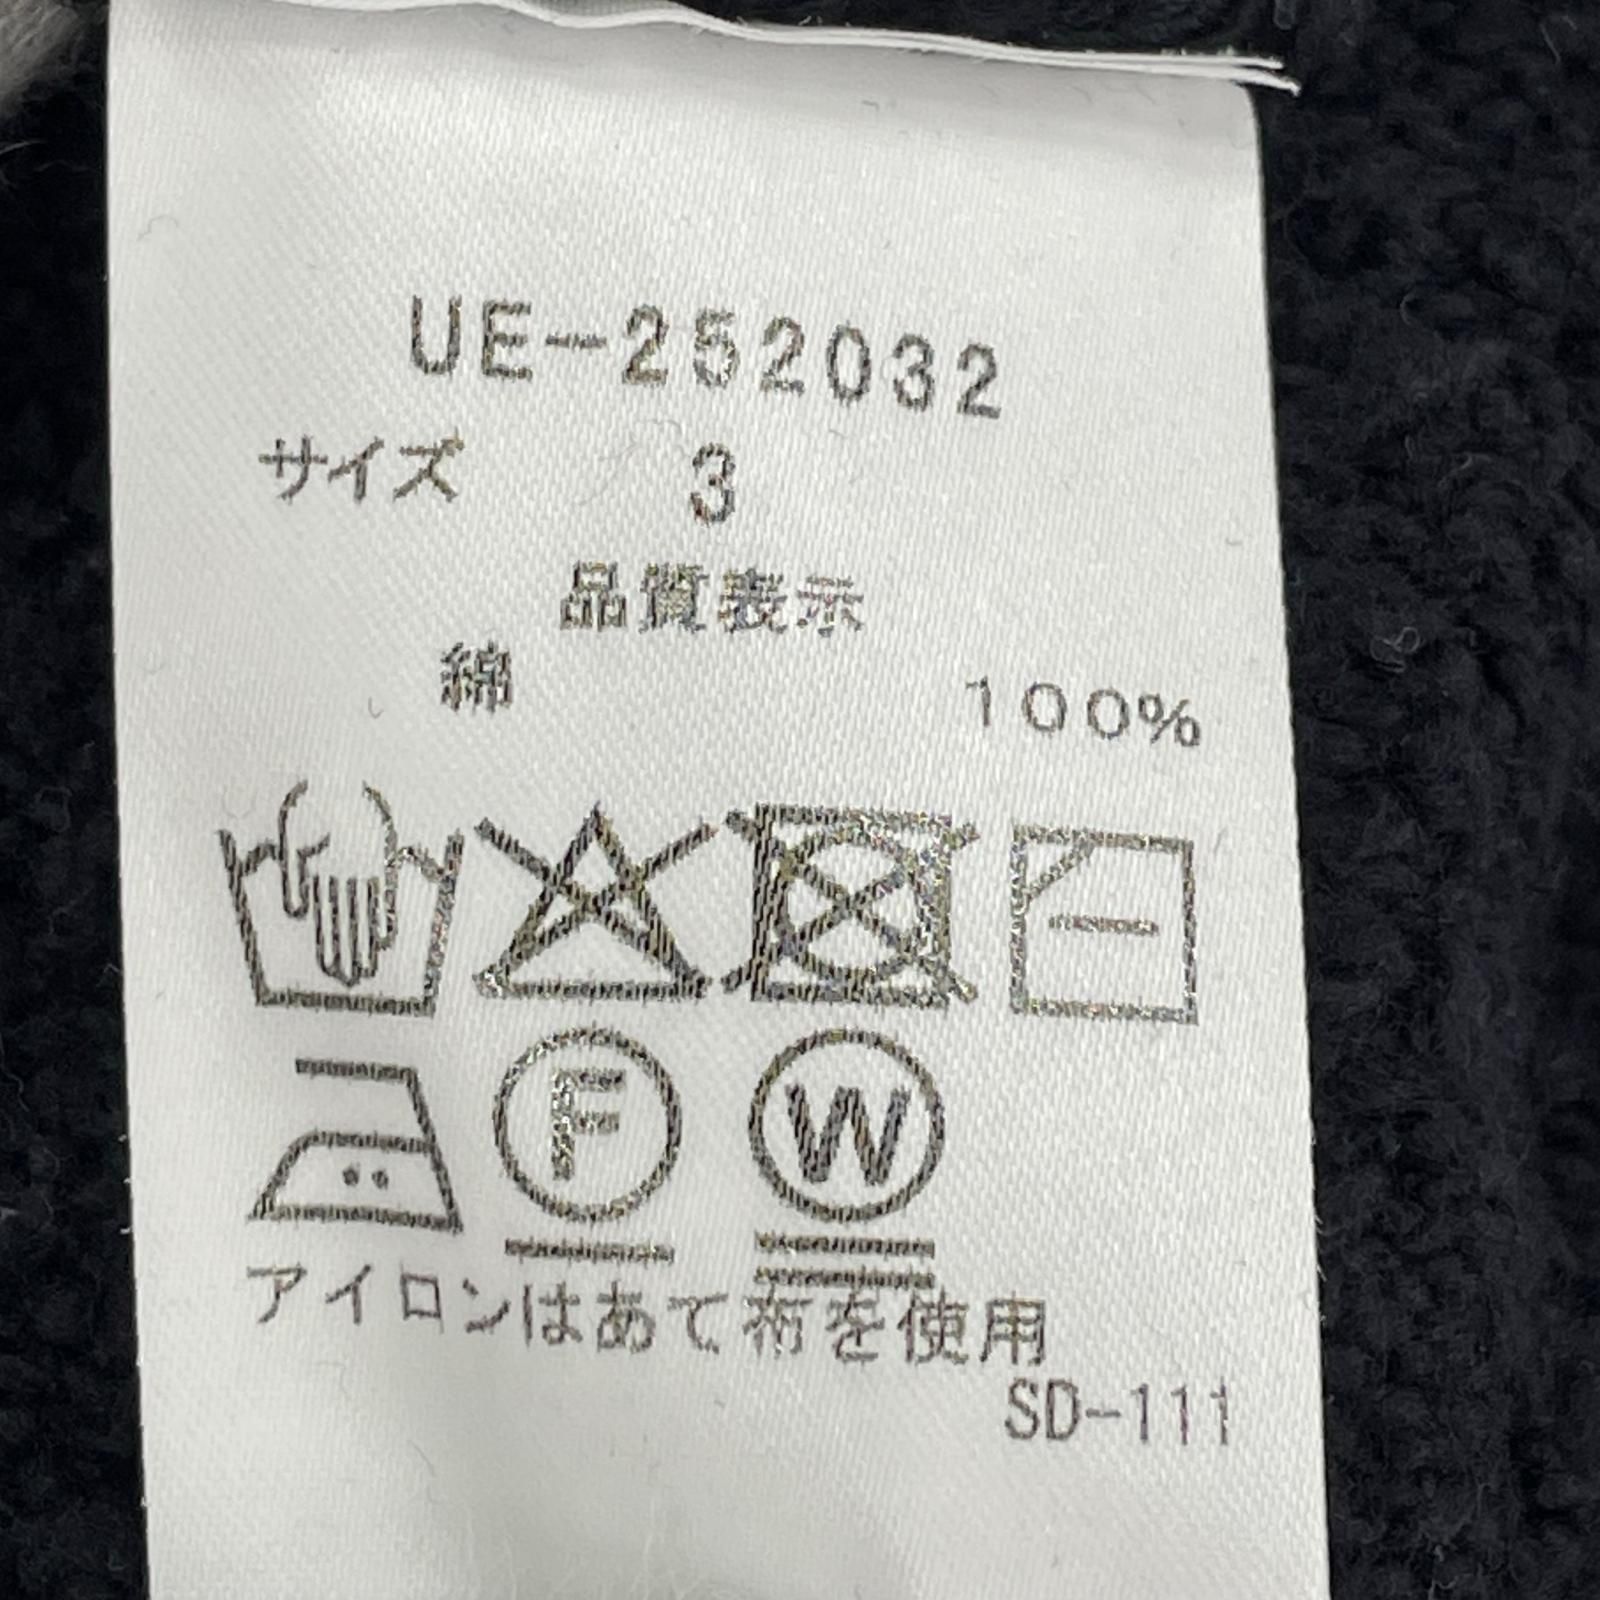 UE-252032
サイズ 3
品質表示
綿 100%
F W
アイロンはあて布を使用
SD-111